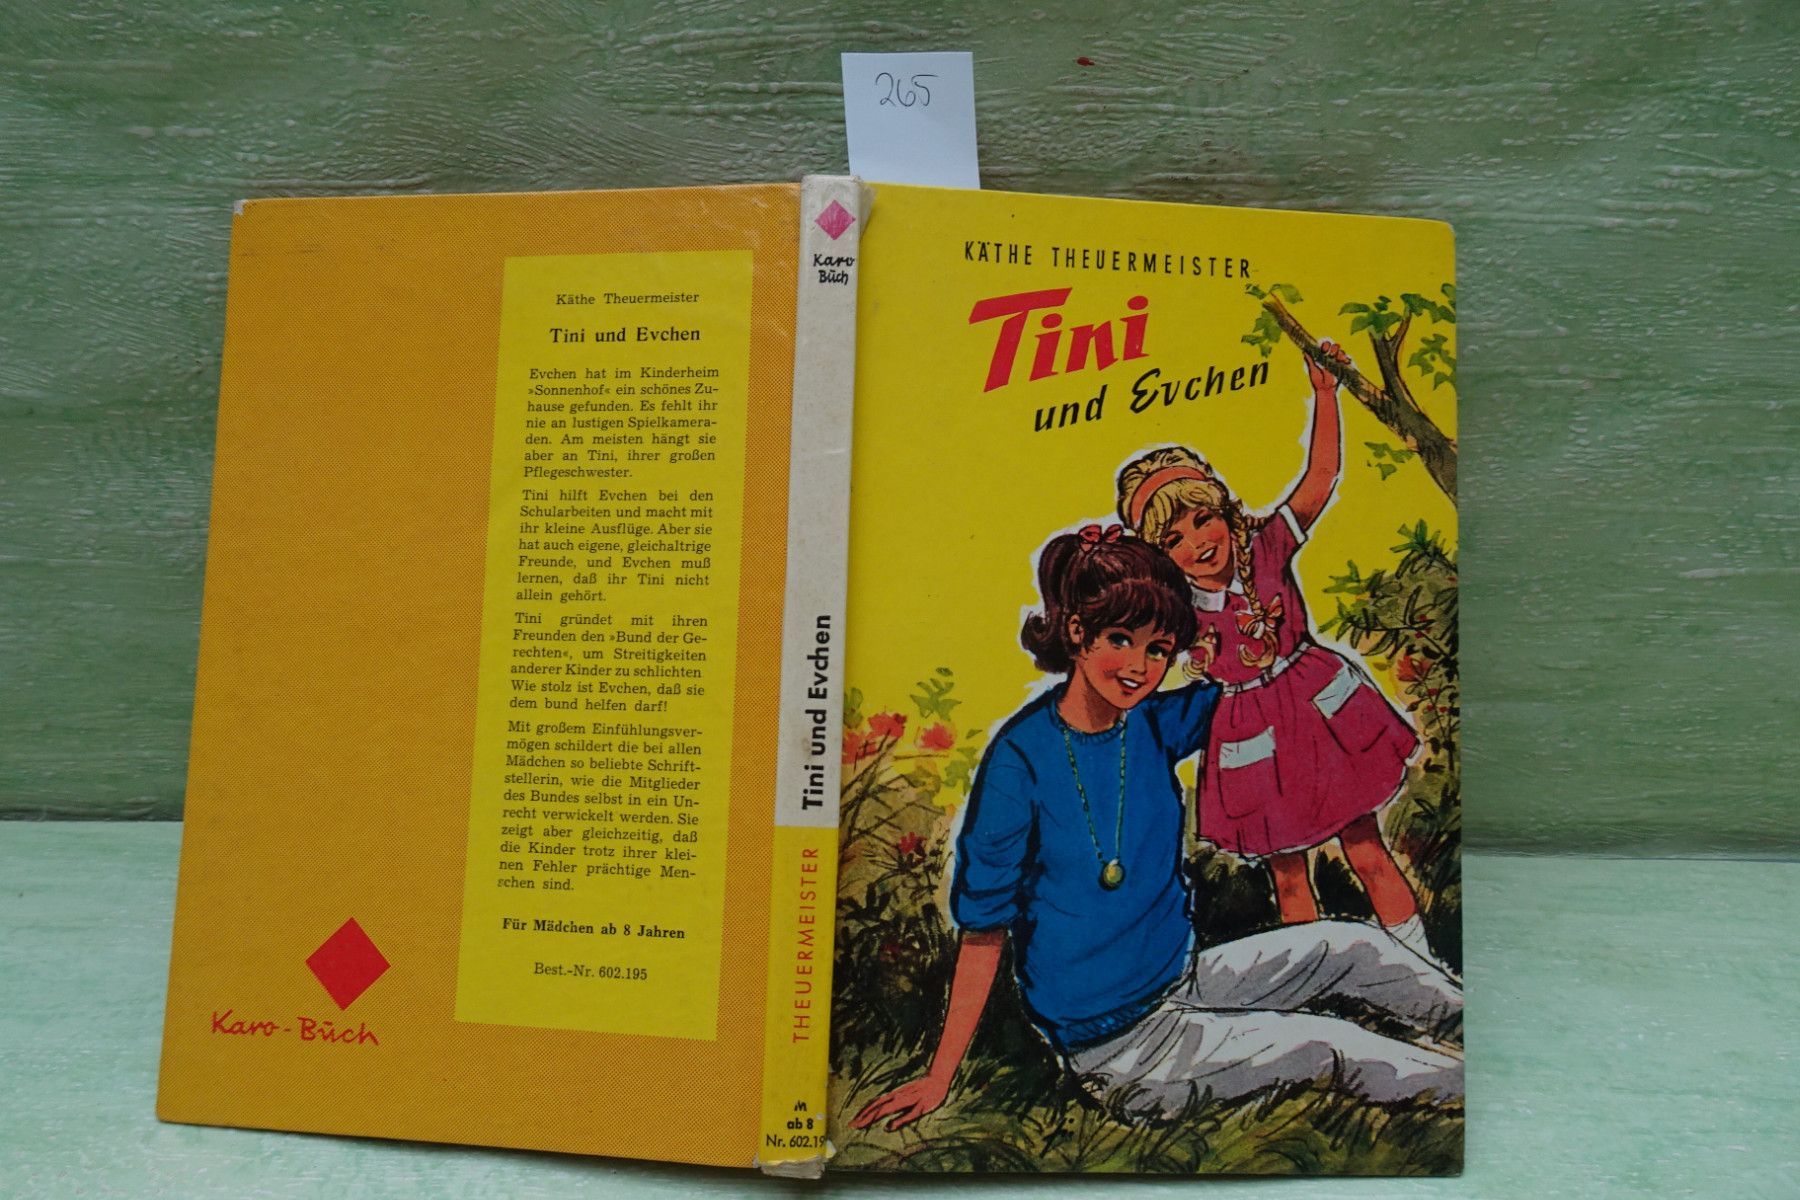 265
Käthe Theuermeister
Tini und Evchen
Evchen hat im Kinderheim
»Sonnenhof« ein schönes Zu-
hause gefunden. Es fehlt ihr
nie an lustigen Spielkamera-
den. Am meisten hängt sie
aber an Tini, ihrer großen
Pflegeschwester.
Tini hilft Evchen bei den
Schularbeiten und macht mit
ihr kleine Ausflüge. Aber sie
hat auch eigene, gleichaltrige
Freunde, und Evchen muß
lernen, daß ihr Tini nicht
allein gehört.
Tini gründet mit ihren
Freunden den »Bund der Ge-
rechten«, um Streitigkeiten
anderer Kinder zu schlichten
Wie stolz ist Evchen, daß sie
dem bund helfen darf!
Mit großem Einfühlungsver-
mögen schildert die bei allen
Mädchen so beliebte Schrift-
stellerin, wie die Mitglieder
des Bundes selbst in ein Un-
recht verwickelt werden. Sie
zeigt aber gleichzeitig, daß
die Kinder trotz ihrer klei-
nen Fehler prächtige Men-
schen sind.
Für Mädchen ab 8 Jahren
Best.-Nr. 602.195
Karo-Büch
Karo
Büch
Tini und Evchen
THEUERMEISTER
M
ab 8
Nr. 602.19
KÄTHE THEUERMEISTER
Tini
und Evchen